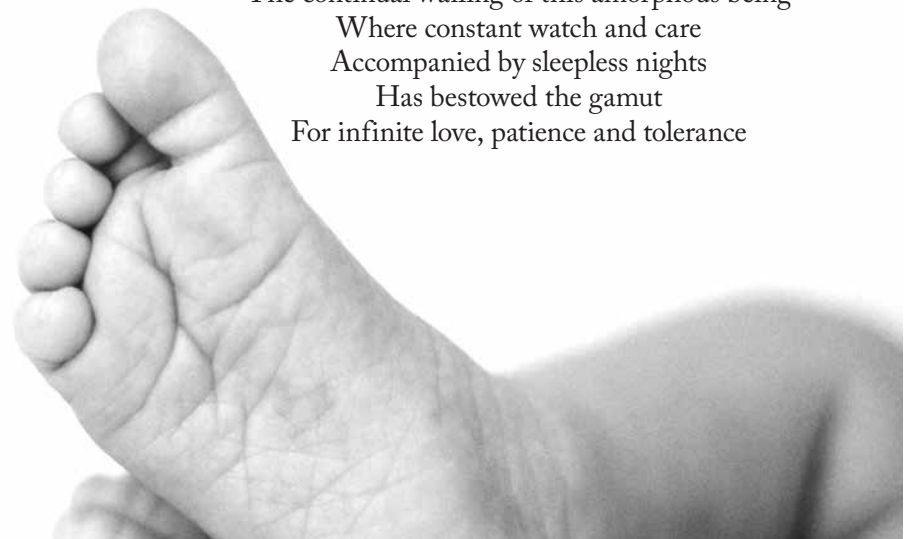 The continual wailing of this amorphous being
Where constant watch and care
Accompanied by sleepless nights
Has bestowed the gamut
For infinite love, patience and tolerance